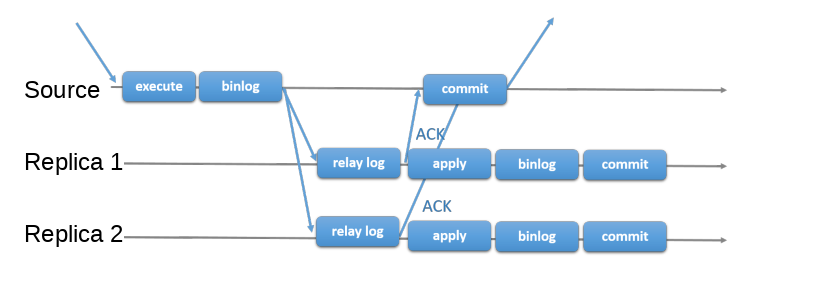 Source execute binlog commit
ACK
Replica 1 relay log apply binlog commit
ACK
Replica 2 relay log apply binlog commit